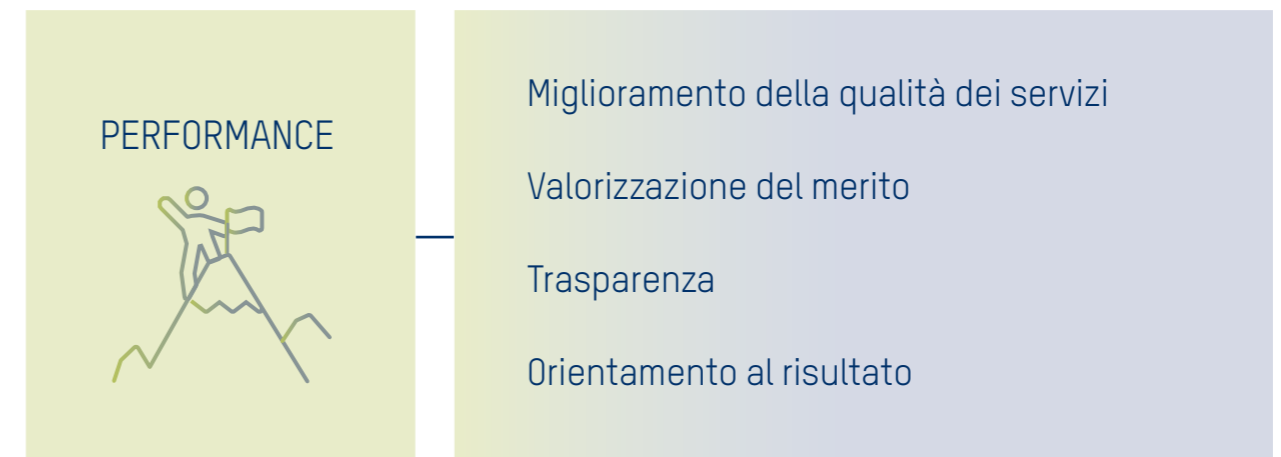 PERFORMANCE
Miglioramento della qualità dei servizi
Valorizzazione del merito
Trasparenza
Orientamento al risultato